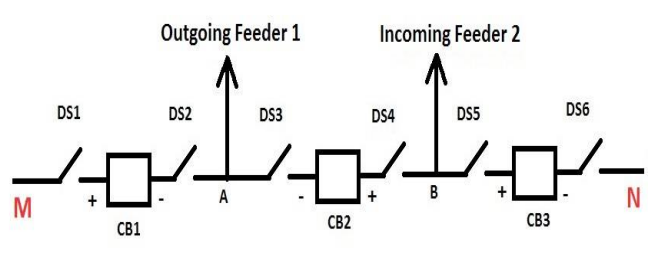 Outgoing Feeder 1 Incoming Feeder 2
DS1 DS2 DS3 DS4 DS5 DS6
M + - A - + B + - N
CB1 CB2 CB3